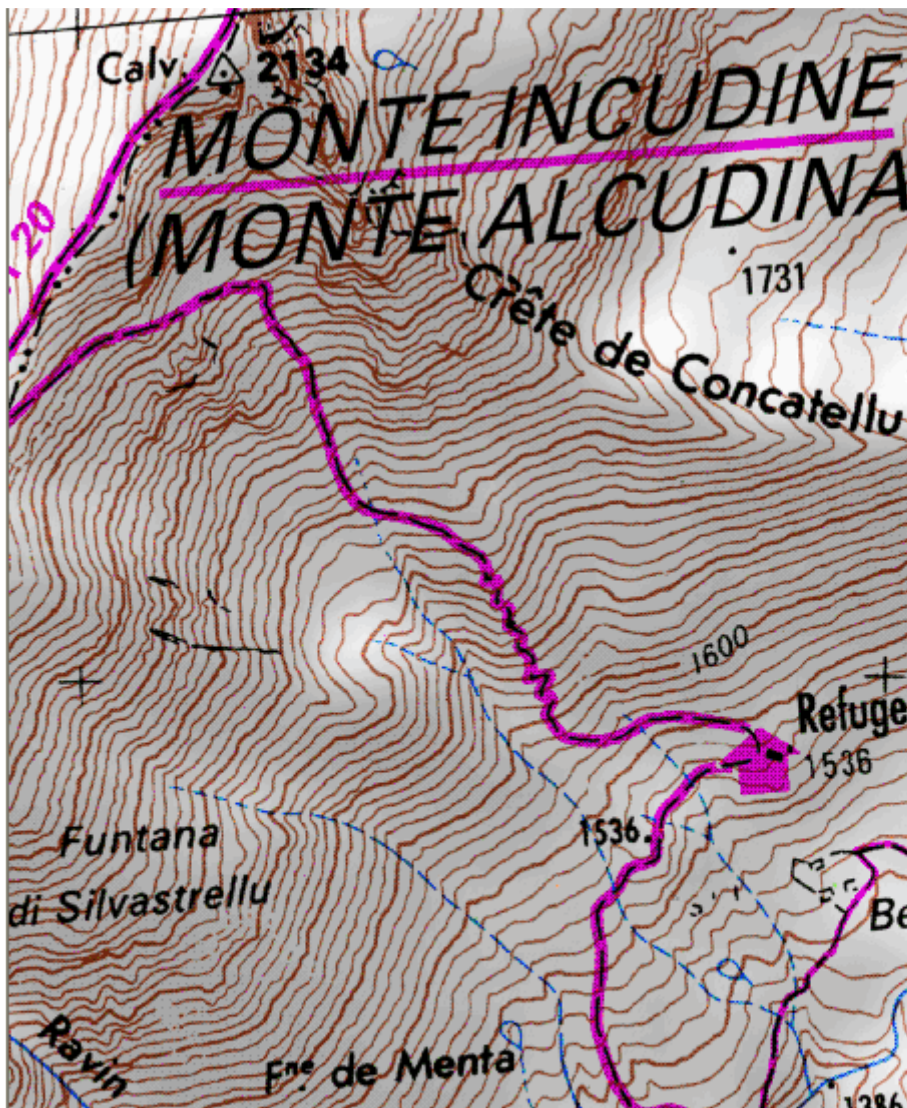 Calv.
2134
MONTE INCUDINE
(MONTE ALCUDINA
20
1731
Crête de Concatellu
1600
Refuge
1536
1536
Funtana
di Silvastrellu
Be
Ravin
Fne. de Menta
1286